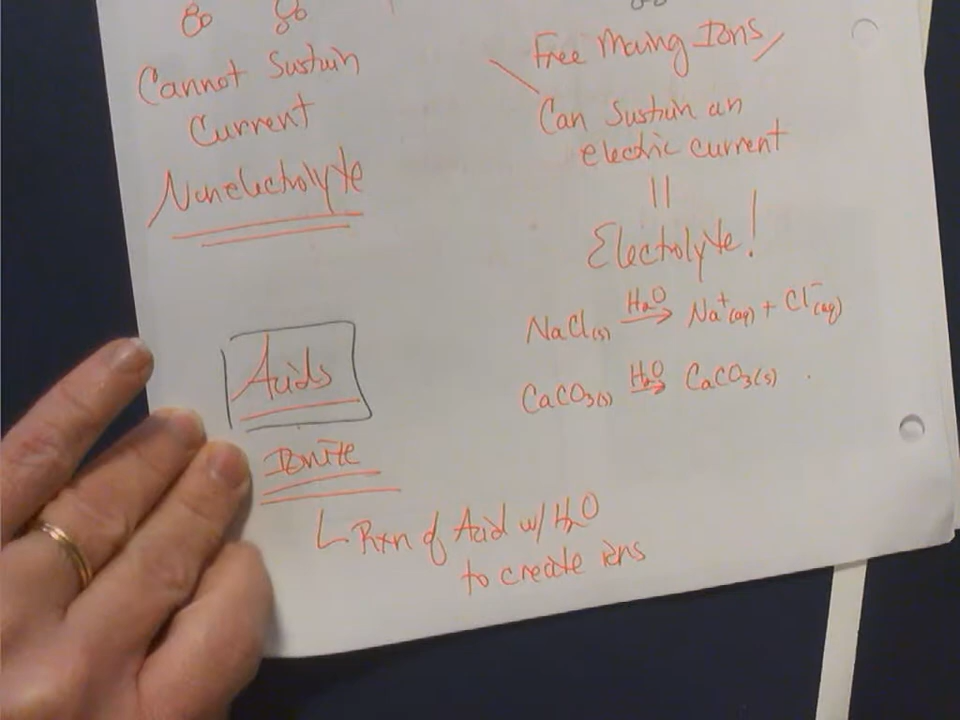 Cannot Sustain
Current
Nonelectrolyte
Free Moving Ions
Can Sustain an
electric current
Electrolyte!
NaCl(s) H₂O → Na⁺(aq) + Cl⁻(aq)
CaCO₃(s) H₂O → CaCO₃(s)
Acids
Ionize
Rxn of Acid w/ H₂O
to create ions